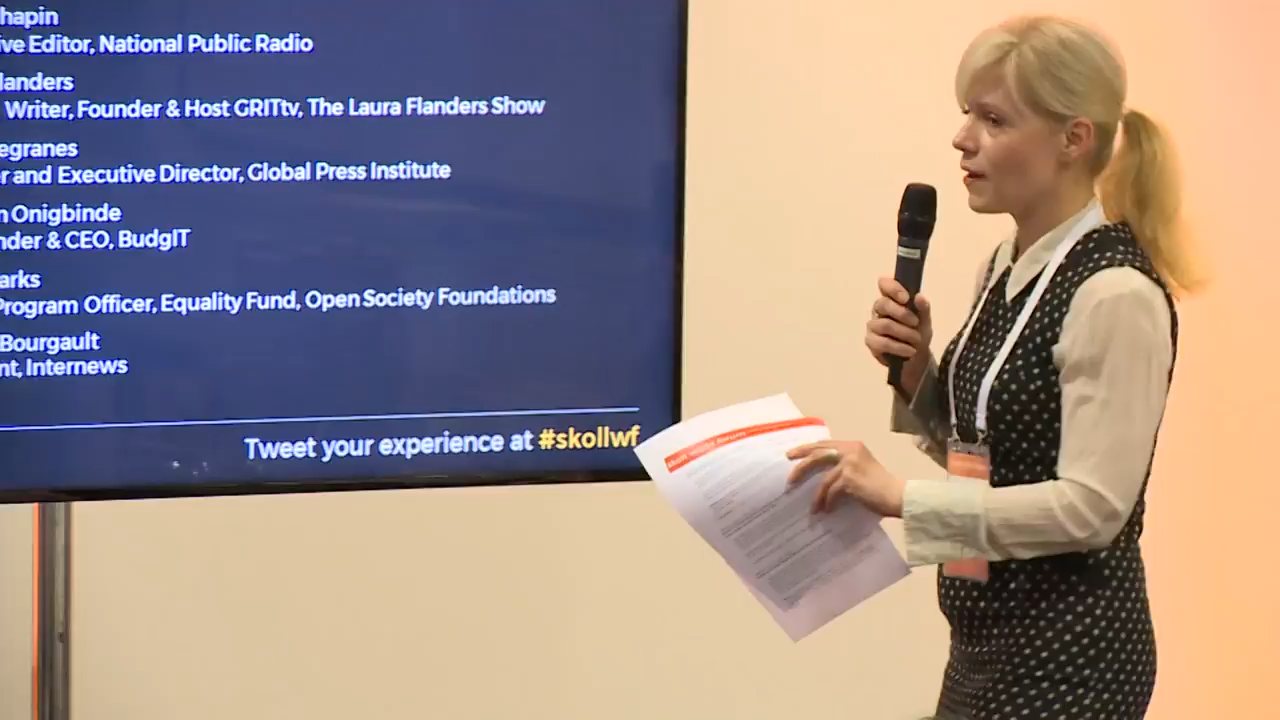 hapin
ive Editor, National Public Radio
landers
Writer, Founder & Host GRITtv, The Laura Flanders Show
egranes
r and Executive Director, Global Press Institute
n Onigbinde
nder & CEO, BudgIT
arks
Program Officer, Equality Fund, Open Society Foundations
Bourgault
nt, Internews
Tweet your experience at #skollwf